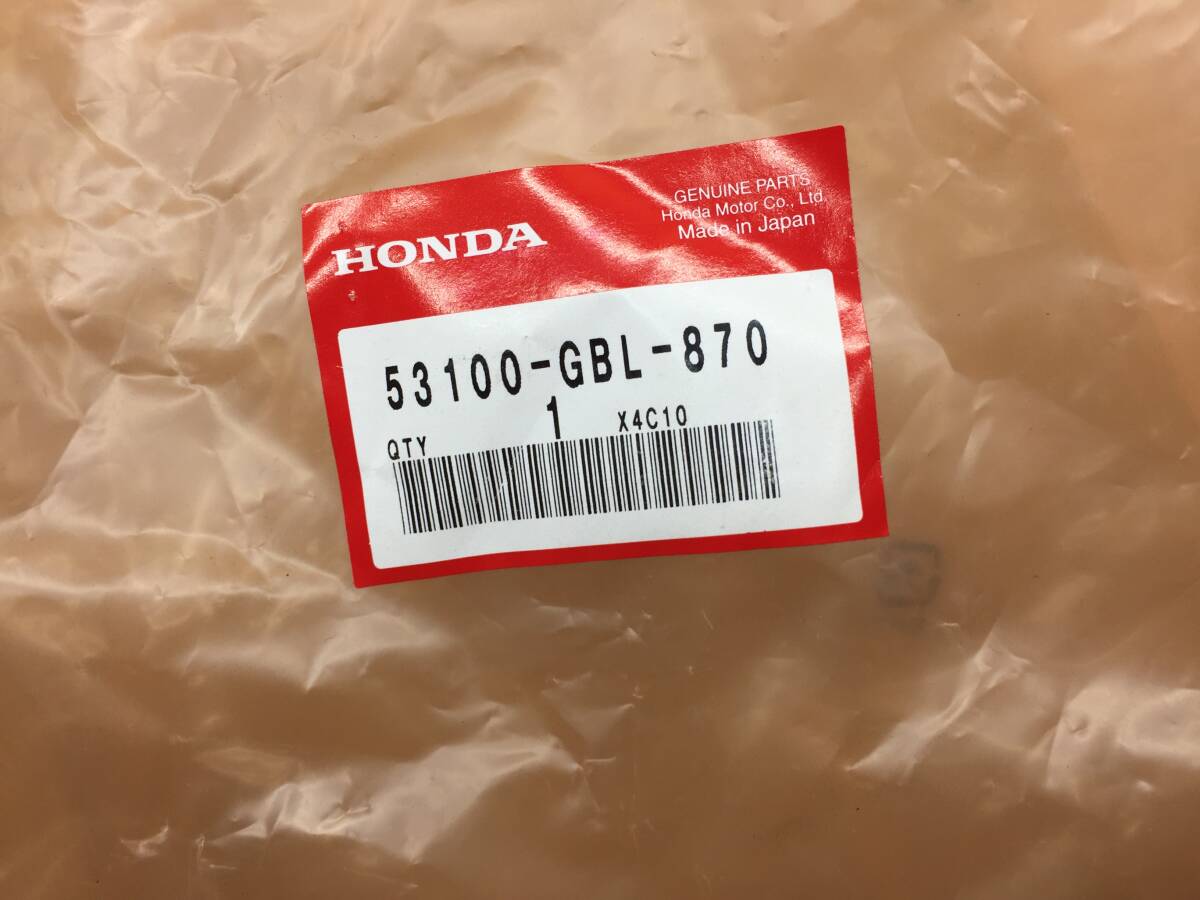 HONDA
GENUINE PARTS
Honda Motor Co., Ltd.
Made in Japan
53100-GBL-870
QTY 1 X4C10